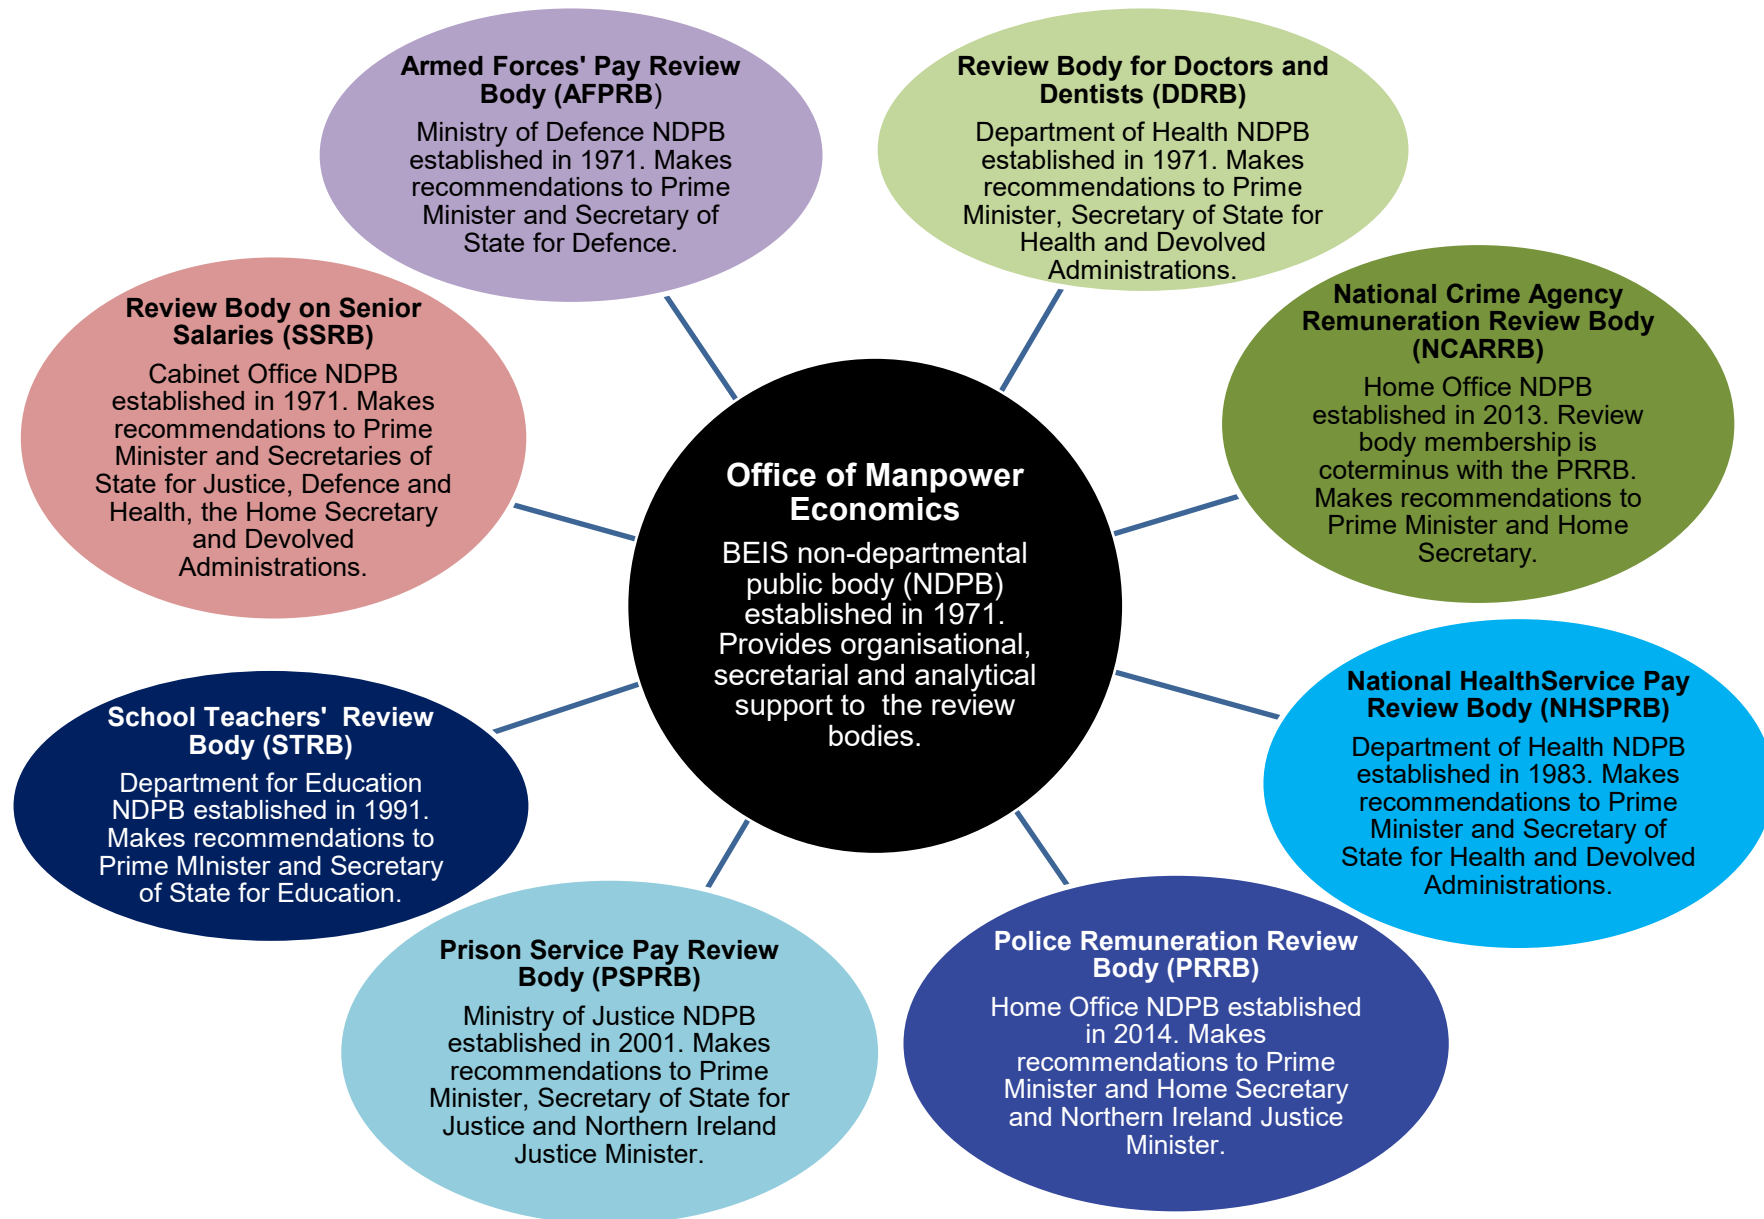 Armed Forces' Pay Review
Body (AFPRB)
Ministry of Defence NDPB
established in 1971. Makes
recommendations to Prime
Minister and Secretary of
State for Defence.
Review Body for Doctors and
Dentists (DDRB)
Department of Health NDPB
established in 1971. Makes
recommendations to Prime
Minister, Secretary of State for
Health and Devolved
Administrations.
National Crime Agency
Remuneration Review Body
(NCARRB)
Home Office NDPB
established in 2013. Review
body membership is
coterminus with the PRRB.
Makes recommendations to
Prime Minister and Home
Secretary.
National HealthService Pay
Review Body (NHSPRB)
Department of Health NDPB
established in 1983. Makes
recommendations to Prime
Minister and Secretary of
State for Health and Devolved
Administrations.
Police Remuneration Review
Body (PRRB)
Home Office NDPB established
in 2014. Makes
recommendations to Prime
Minister and Home Secretary
and Northern Ireland Justice
Minister.
Prison Service Pay Review
Body (PSPRB)
Ministry of Justice NDPB
established in 2001. Makes
recommendations to Prime
Minister, Secretary of State for
Justice and Northern Ireland
Justice Minister.
School Teachers'  Review
Body (STRB)
Department for Education
NDPB established in 1991.
Makes recommendations to
Prime MInister and Secretary
of State for Education.
Review Body on Senior
Salaries (SSRB)
Cabinet Office NDPB
established in 1971. Makes
recommendations to Prime
Minister and Secretaries of
State for Justice, Defence and
Health, the Home Secretary
and Devolved
Administrations.
Office of Manpower
Economics
BEIS non-departmental
public body (NDPB)
established in 1971.
Provides organisational,
secretarial and analytical
support to  the review
bodies.